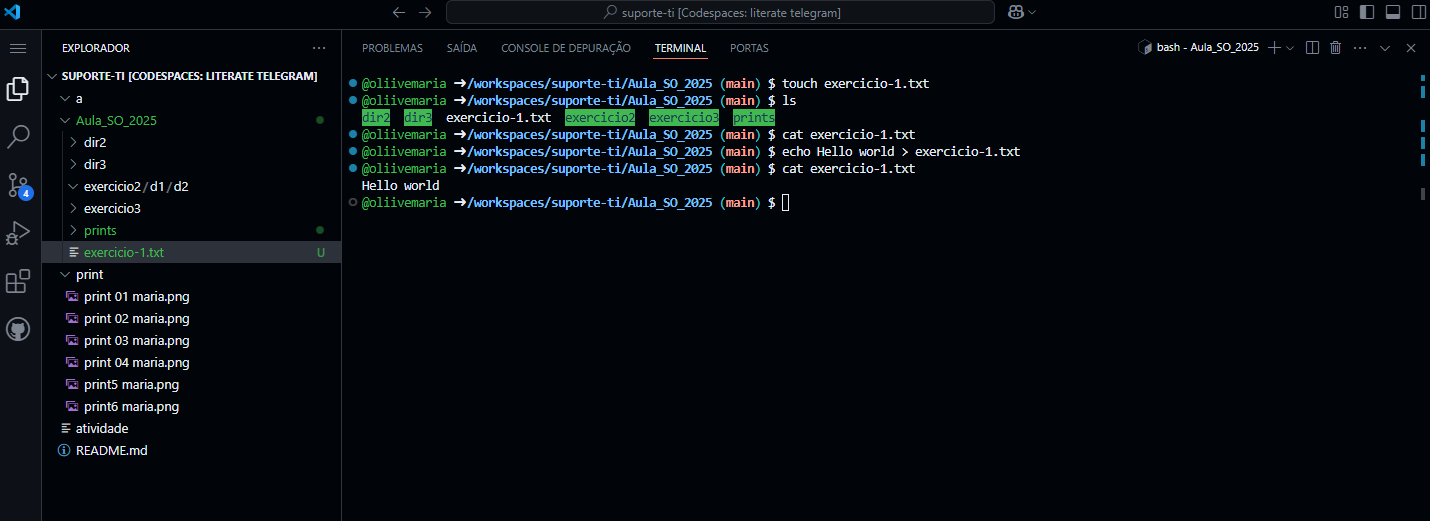 suporte-ti [Codespaces: literate telegram]
EXPLORADOR
SUPORTE-TI [CODESPACES: LITERATE TELEGRAM]
a
Aula_SO_2025
dir2
dir3
exercicio2/d1/d2
exercicio3
prints
exercicio-1.txt U
print
print 01 maria.png
print 02 maria.png
print 03 maria.png
print 04 maria.png
print5 maria.png
print6 maria.png
atividade
README.md
4
PROBLEMAS SAÍDA CONSOLE DE DEPURAÇÃO TERMINAL PORTAS
bash - Aula_SO_2025
@oliivemaria ➜/workspaces/suporte-ti/Aula_SO_2025 (main) $ touch exercicio-1.txt
@oliivemaria ➜/workspaces/suporte-ti/Aula_SO_2025 (main) $ ls
dir2 dir3 exercicio-1.txt exercicio2 exercicio3 prints
@oliivemaria ➜/workspaces/suporte-ti/Aula_SO_2025 (main) $ cat exercicio-1.txt
@oliivemaria ➜/workspaces/suporte-ti/Aula_SO_2025 (main) $ echo Hello world > exercicio-1.txt
@oliivemaria ➜/workspaces/suporte-ti/Aula_SO_2025 (main) $ cat exercicio-1.txt
Hello world
@oliivemaria ➜/workspaces/suporte-ti/Aula_SO_2025 (main) $